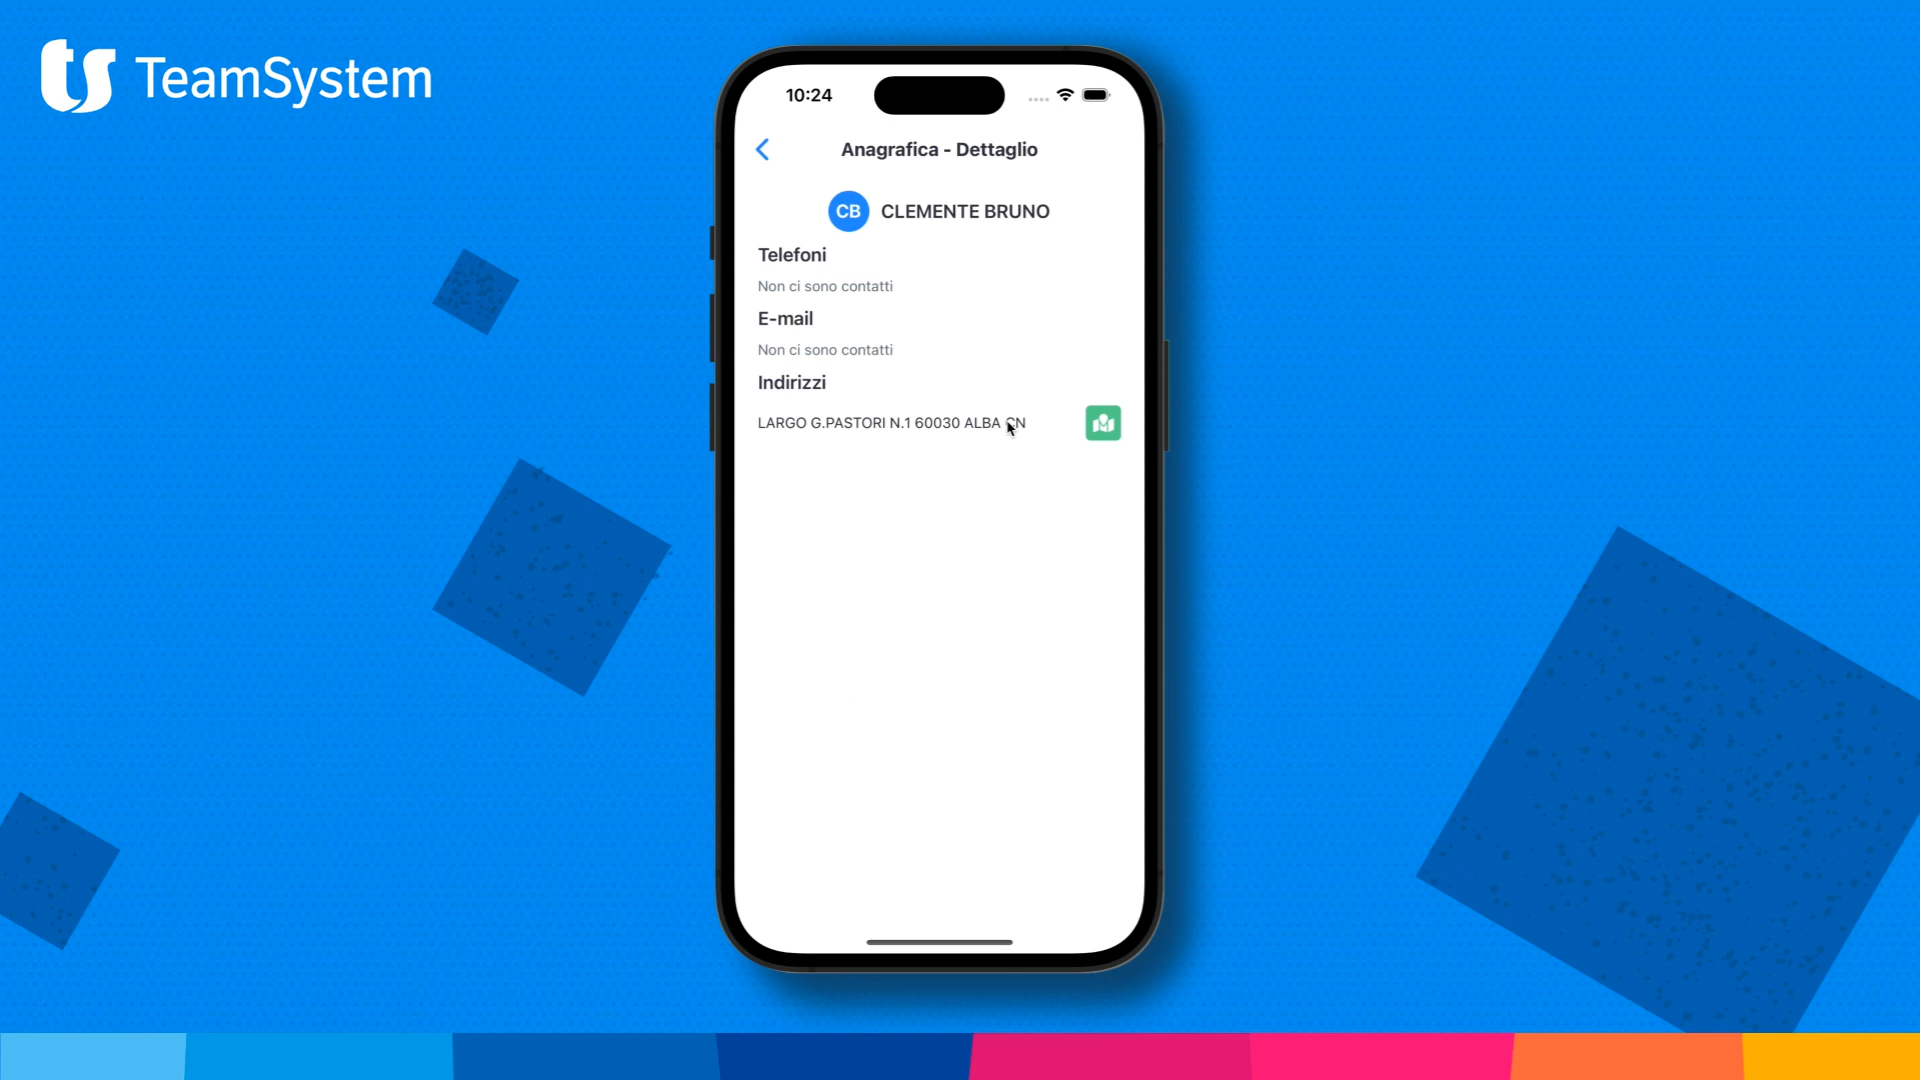 TeamSystem
10:24
Anagrafica - Dettaglio
CB CLEMENTE BRUNO
Telefoni
Non ci sono contatti
E-mail
Non ci sono contatti
Indirizzi
LARGO G.PASTORI N.1 60030 ALBA CN